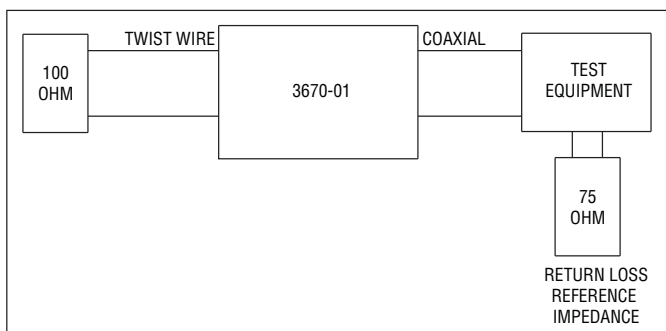 TWIST WIRE
COAXIAL
100
OHM
3670-01
TEST
EQUIPMENT
75
OHM
RETURN LOSS
REFERENCE
IMPEDANCE